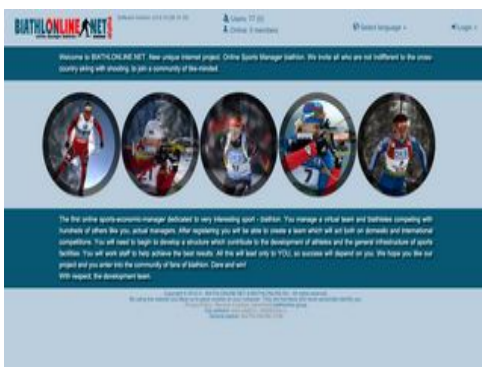 BIATHLONLINE.NET
Users: 77 (0)
Online: 0 members
Select language
Login
Welcome to BIATHLONLINE.NET. New unique internet project. Online Sports Manager biathlon. We invite all who are not indifferent to the cross-
country skiing with shooting, to join a community of like-minded.
The first online sports-economic-manager dedicated to very interesting sport - biathlon. You manage a virtual team and biathletes competing with
hundreds of others like you, actual managers. After registering you will be able to create a team which will act both on domestic and international
competitions. You will need to begin to develop a structure which contribute to the development of athletes and the general infrastructure of sports
facilities. You will work staff to help achieve the best results. All this will lead only to YOU, so success will depend on you. We hope you like our
project and you enter into the community of fans of biathlon. Dare and win!
With respect, the development team.